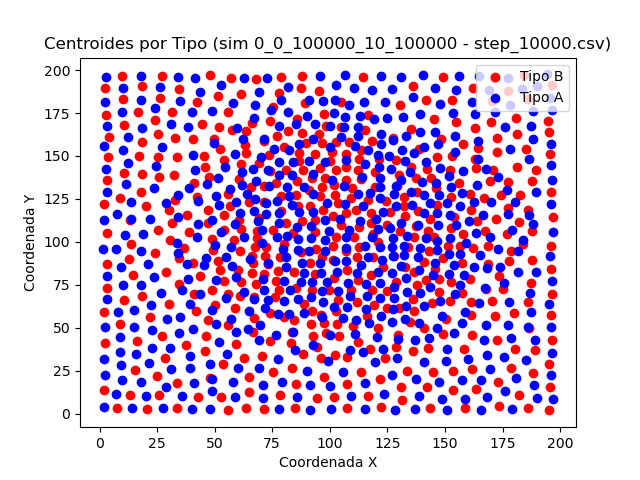 Centroides por Tipo (sim 0_0_100000_10_100000 - step_10000.csv)
Tipo B
Tipo A
200
175
150
125
100
75
50
25
0
Coordenada Y
0 25 50 75 100 125 150 175 200
Coordenada X